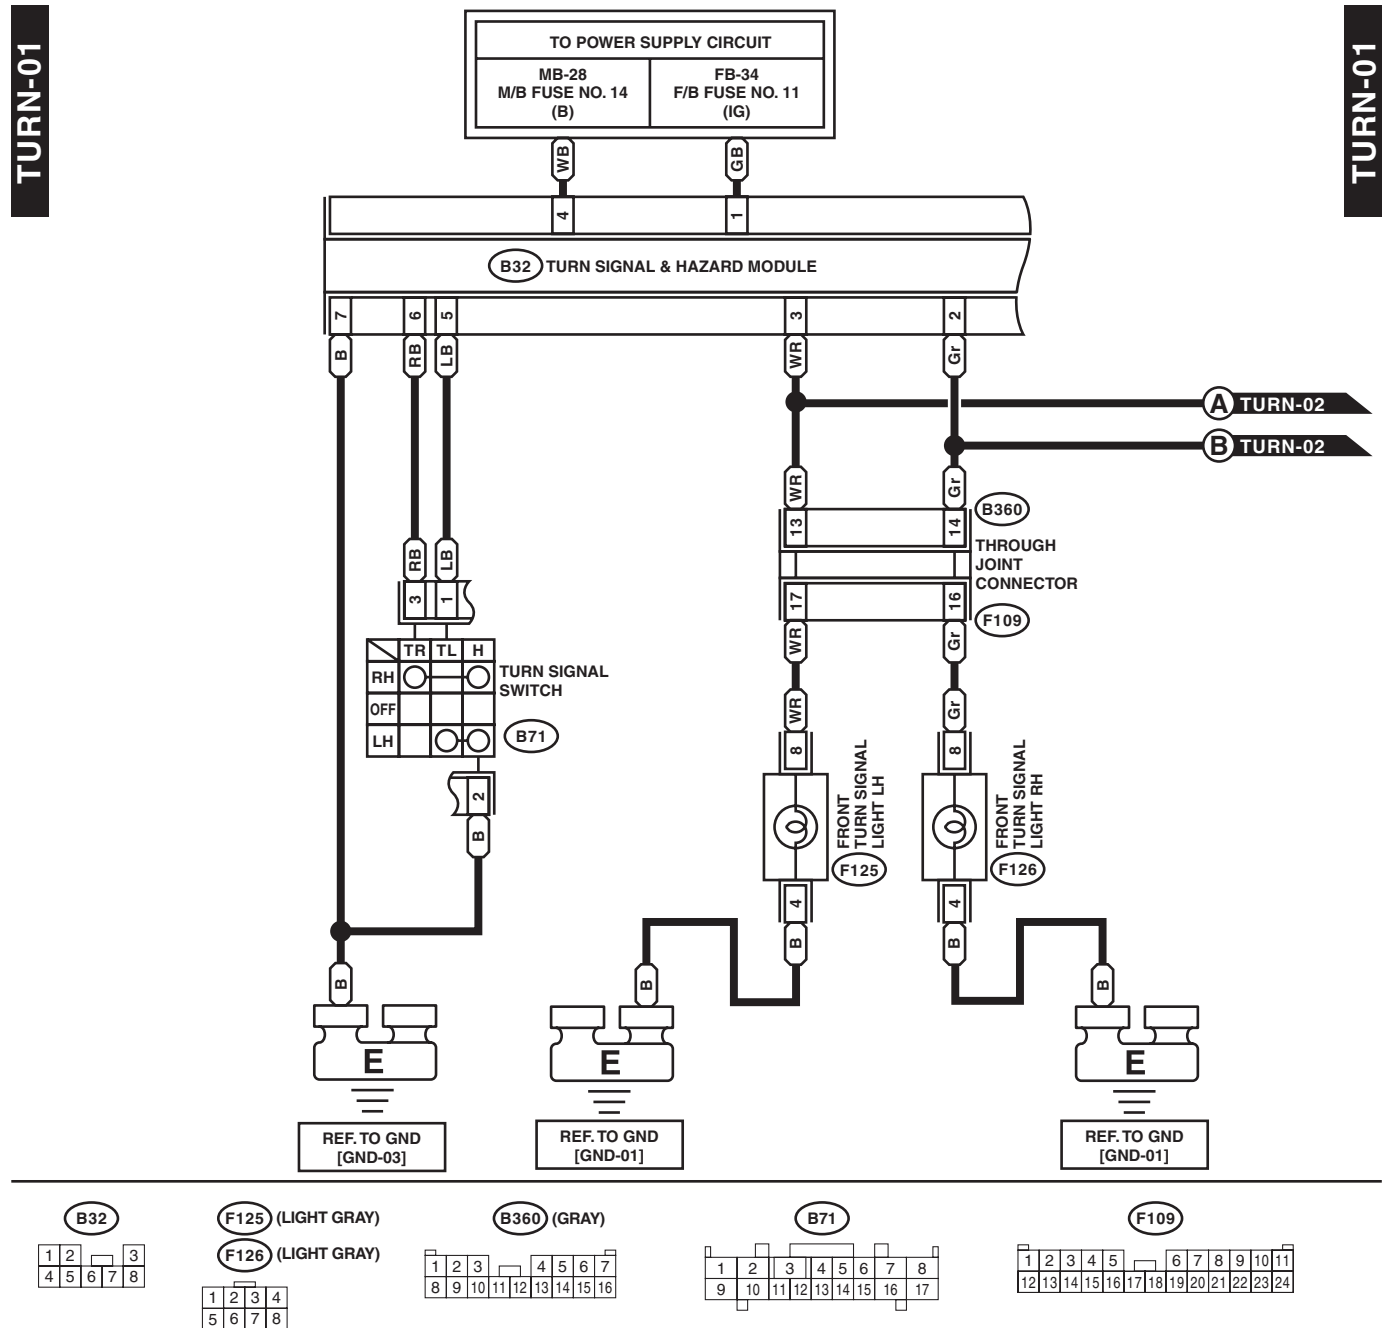 TURN-01
TURN-01
TO POWER SUPPLY CIRCUIT
MB-28
M/B FUSE NO. 14
(B)
FB-34
F/B FUSE NO. 11
(IG)
WB
GB
4
1
B32 TURN SIGNAL & HAZARD MODULE
7
6
5
3
2
B
RB
LB
WR
Gr
A TURN-02
B TURN-02
WR
Gr
13
14
B360
THROUGH
JOINT
CONNECTOR
17
16
F109
WR
Gr
RB
LB
3
1
TR TL H
RH
OFF
LH
TURN SIGNAL
SWITCH
B71
2
B
WR
Gr
8
8
FRONT
TURN SIGNAL
LIGHT LH
F125
FRONT
TURN SIGNAL
LIGHT RH
F126
4
4
B
B
B
B
B
E
E
E
REF. TO GND
[GND-03]
REF. TO GND
[GND-01]
REF. TO GND
[GND-01]
B32
1 2 3
4 5 6 7 8
F125 (LIGHT GRAY)
F126 (LIGHT GRAY)
1 2 3 4
5 6 7 8
B360 (GRAY)
1 2 3 4 5 6 7
8 9 10 11 12 13 14 15 16
B71
1 2 3 4 5 6 7 8
9 10 11 12 13 14 15 16 17
F109
1 2 3 4 5 6 7 8 9 10 11
12 13 14 15 16 17 18 19 20 21 22 23 24